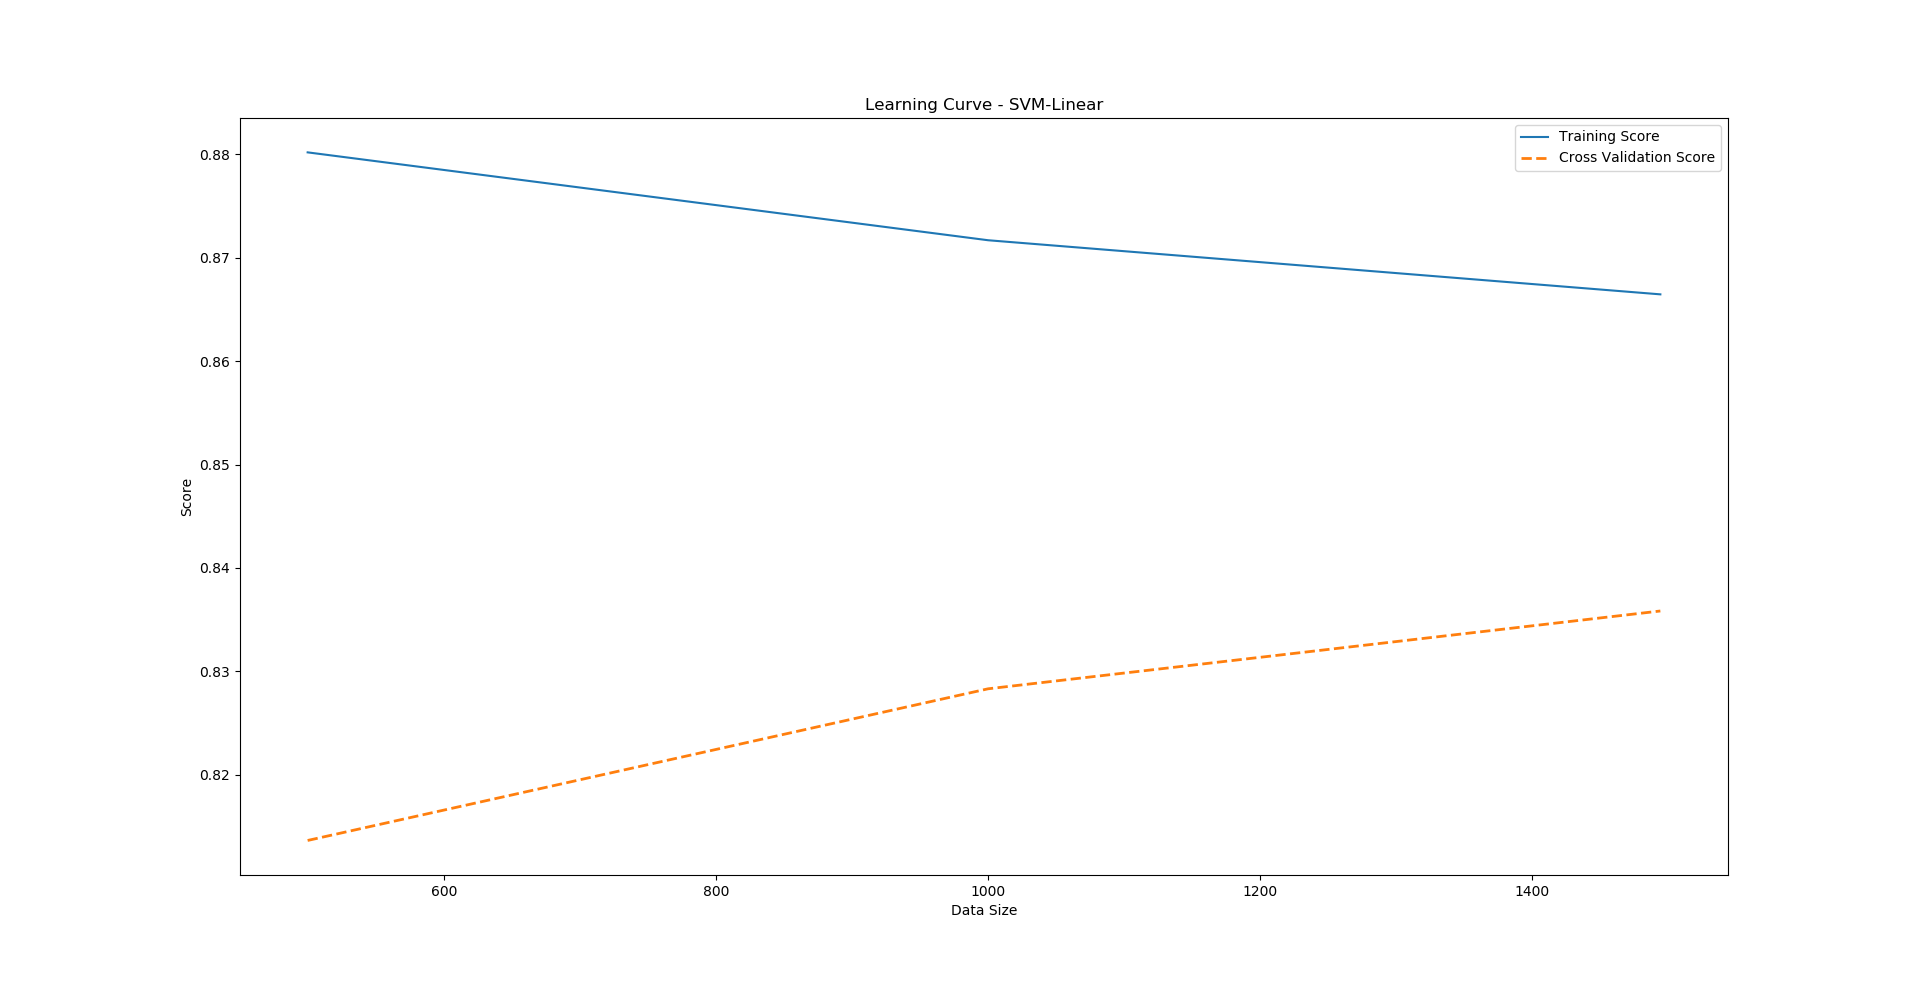 Learning Curve - SVM-Linear
Training Score
Cross Validation Score
0.88
0.87
0.86
0.85
0.84
0.83
0.82
Score
600 800 1000 1200 1400
Data Size